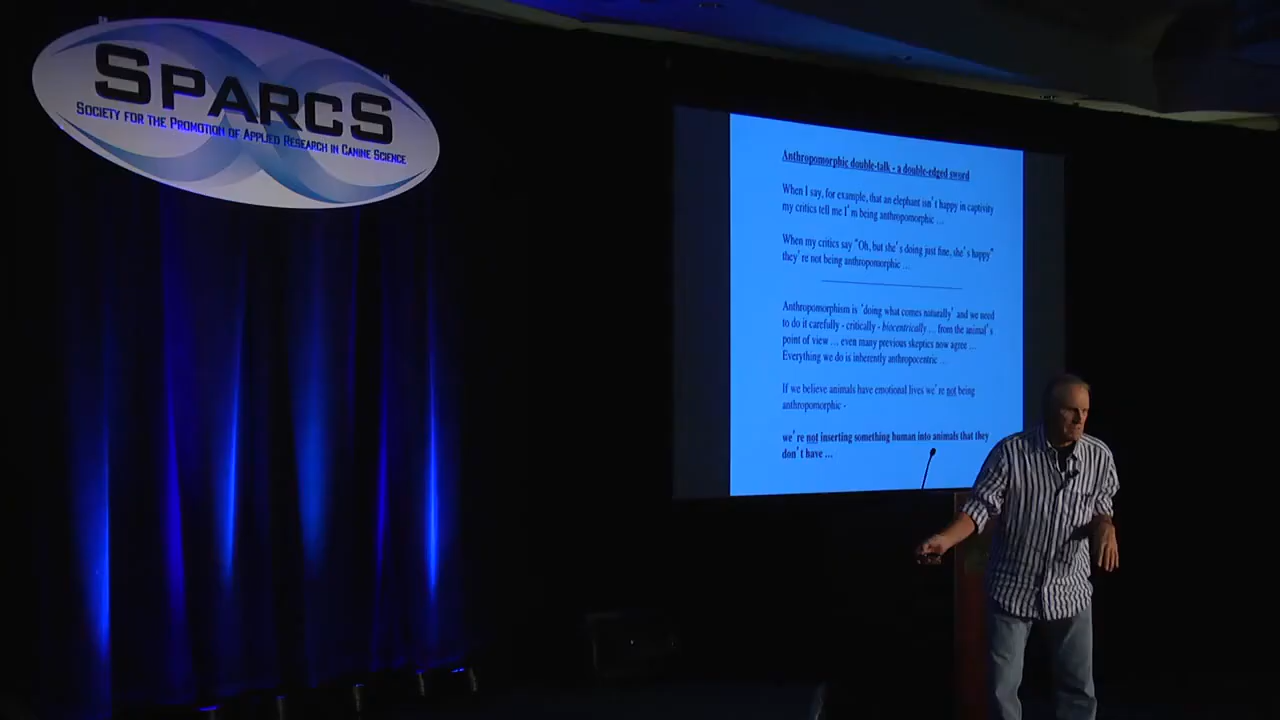 SPARCS
SOCIETY FOR THE PROMOTION OF APPLIED RESEARCH IN CANINE SCIENCE
Anthropomorphic double-talk - a double-edged sword
When I say, for example, that an elephant isn't happy in captivity
my critics tell me I'm being anthropomorphic ...
When my critics say "Oh, but she's doing just fine, she's happy"
they're not being anthropomorphic ...
Anthropomorphism is 'doing what comes naturally' and we need
to do it carefully - critically - biocentrically ... from the animal's
point of view ... even many previous skeptics now agree ...
Everything we do is inherently anthropocentric ...
If we believe animals have emotional lives we're not being
anthropomorphic -
we're not inserting something human into animals that they
don't have ...